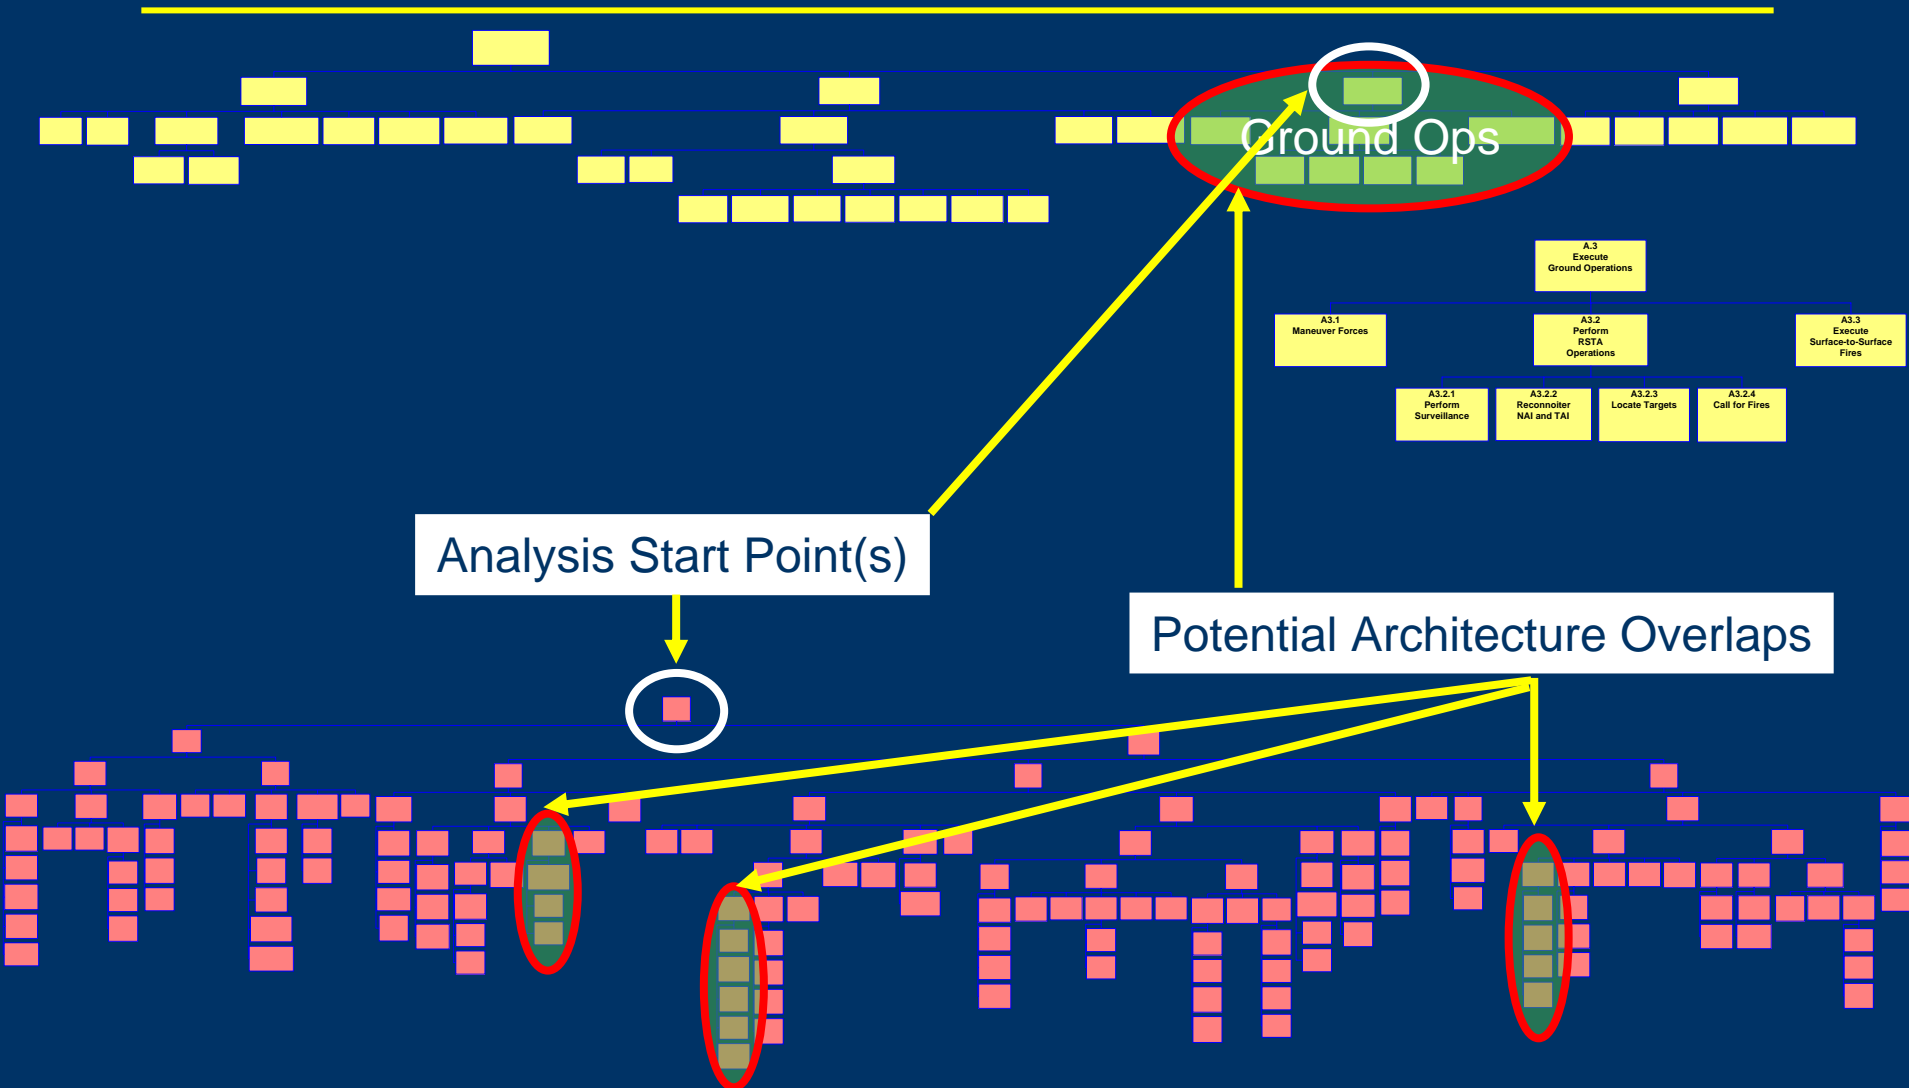 Ground Ops
A.3
Execute
Ground Operations
A3.1
Maneuver Forces
A3.2
Perform
RSTA
Operations
A3.3
Execute
Surface-to-Surface
Fires
A3.2.1
Perform
Surveillance
A3.2.2
Reconnoiter
NAI and TAI
A3.2.3
Locate Targets
A3.2.4
Call for Fires
Analysis Start Point(s)
Potential Architecture Overlaps